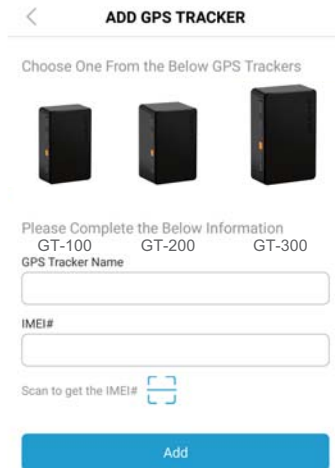 ADD GPS TRACKER
Choose One From the Below GPS Trackers
Please Complete the Below Information
GT-100 GT-200 GT-300
GPS Tracker Name
IMEI#
Scan to get the IMEI#
Add